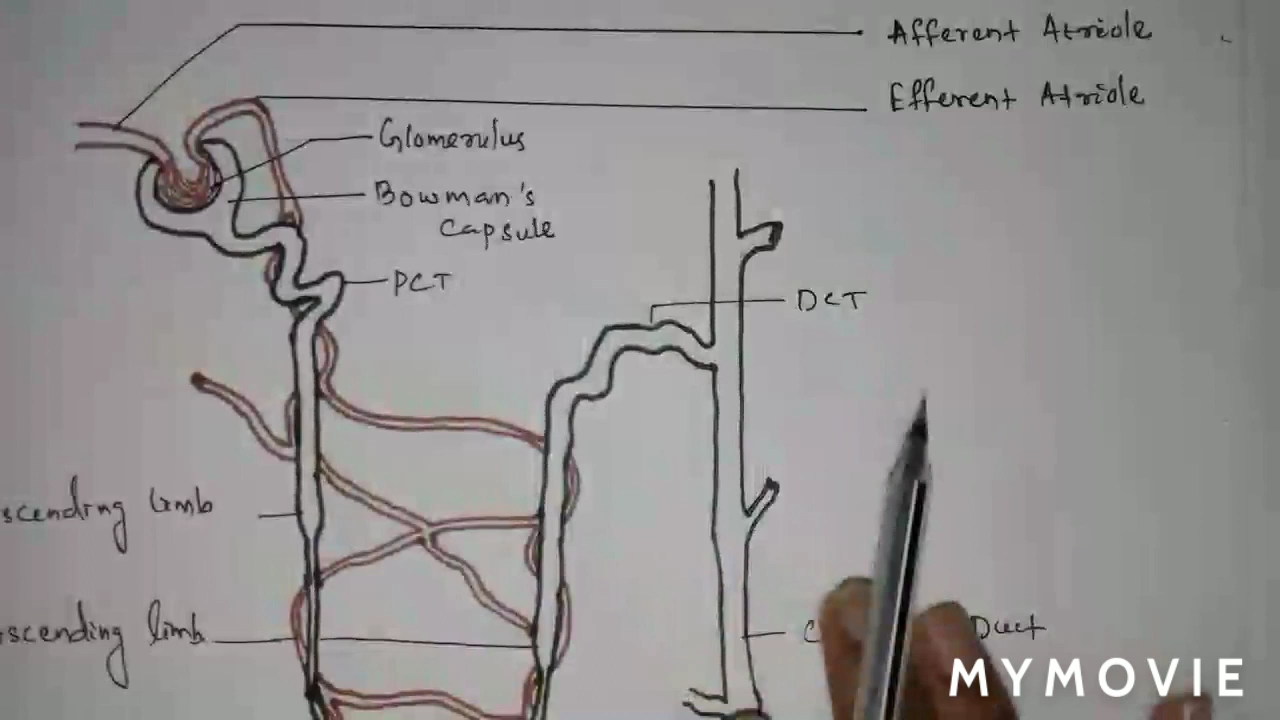 Afferent Atriole
Efferent Atriole
Glomerulus
Bowman's
Capsule
PCT
DCT
scending limb
scending limb
Duct
MYMOVIE